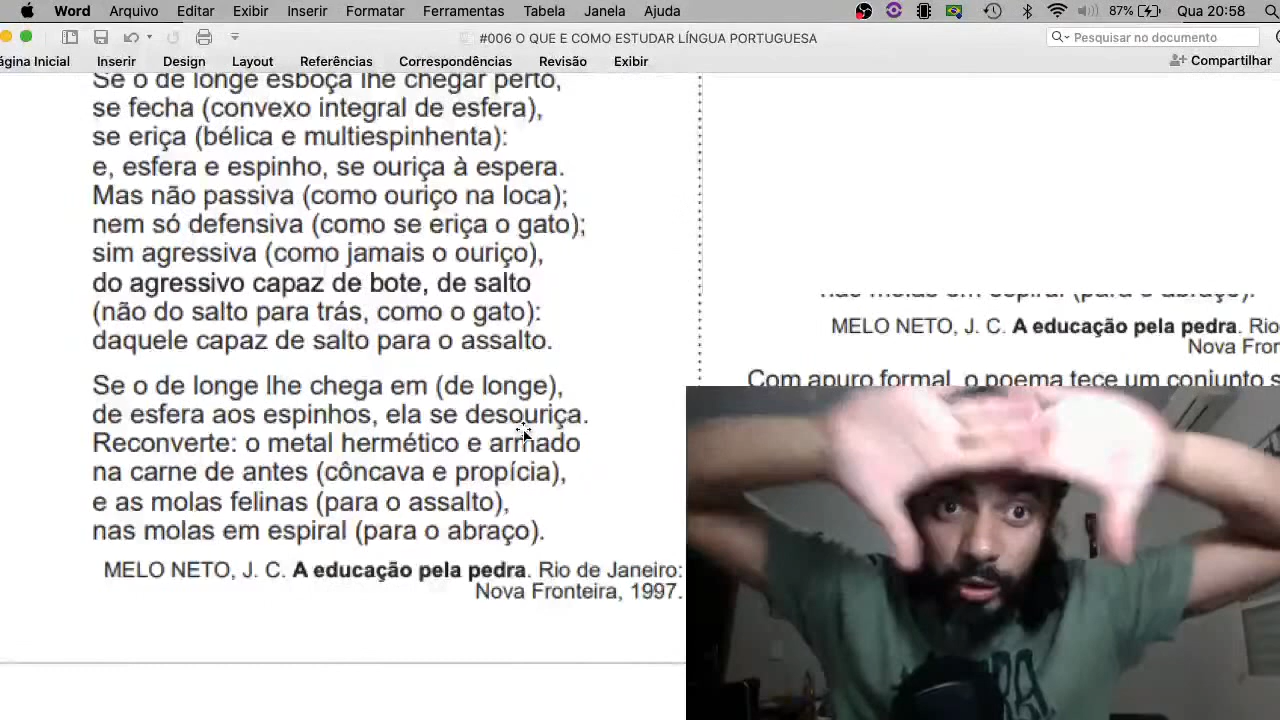 Word Arquivo Editar Exibir Inserir Formatar Ferramentas Tabela Janela Ajuda 87% Qua 20:58
#006 O QUE E COMO ESTUDAR LÍNGUA PORTUGUESA
Pesquisar no documento
ágina Inicial Inserir Design Layout Referências Correspondências Revisão Exibir Compartilhar
Se o de longe esboça lhe chegar perto,
se fecha (convexo integral de esfera),
se eriça (bélica e multiespinhenta):
e, esfera e espinho, se ouriça à espera.
Mas não passiva (como ouriço na loca);
nem só defensiva (como se eriça o gato);
sim agressiva (como jamais o ouriço),
do agressivo capaz de bote, de salto
(não do salto para trás, como o gato):
daquele capaz de salto para o assalto.
Se o de longe lhe chega em (de longe),
de esfera aos espinhos, ela se desouriça.
Reconverte: o metal hermético e armado
na carne de antes (côncava e propícia),
e as molas felinas (para o assalto),
nas molas em espiral (para o abraço).
MELO NETO, J. C. A educação pela pedra. Rio de Janeiro:
Nova Fronteira, 1997.
nas molas em espiral (para o abraço).
MELO NETO, J. C. A educação pela pedra. Rio
Nova Fron
Com apuro formal, o poema tece um conjunto s